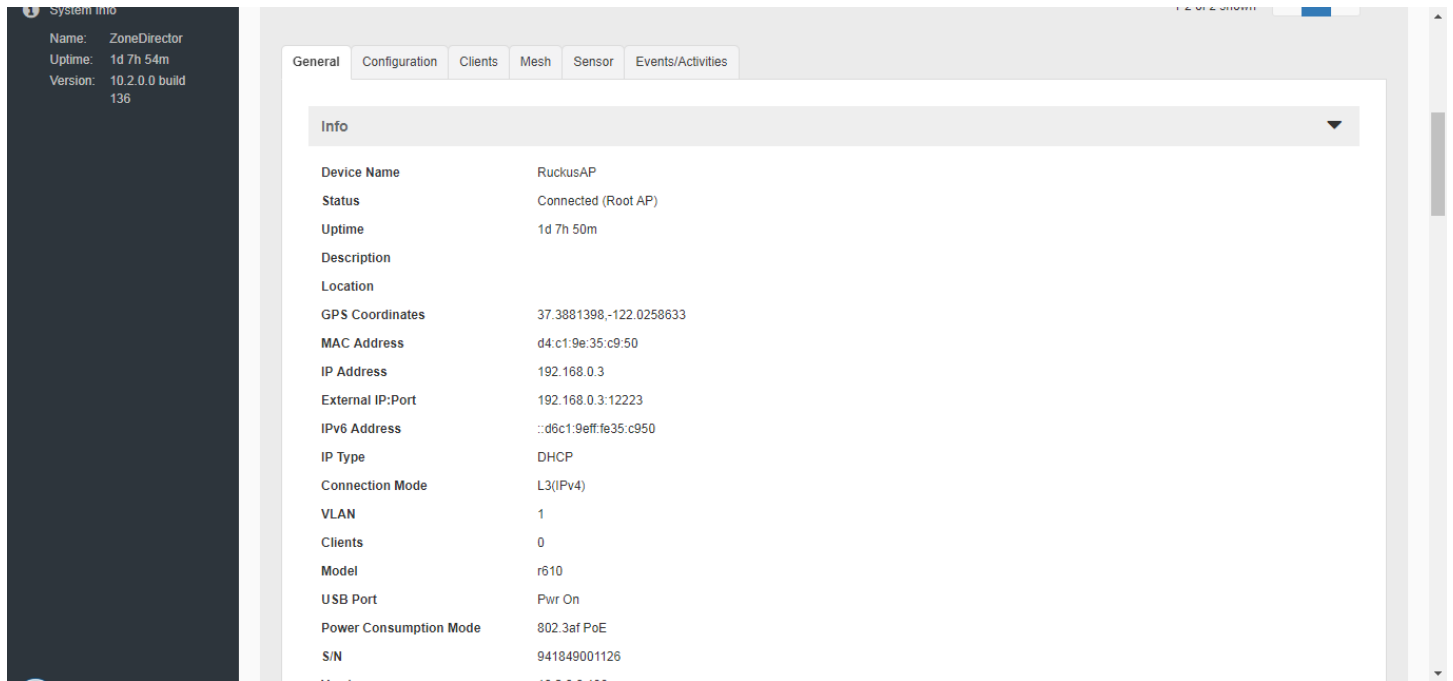 System Info
Name: ZoneDirector
Uptime: 1d 7h 54m
Version: 10.2.0.0 build
136
General Configuration Clients Mesh Sensor Events/Activities
Info
Device Name RuckusAP
Status Connected (Root AP)
Uptime 1d 7h 50m
Description
Location
GPS Coordinates 37.3881398,-122.0258633
MAC Address d4:c1:9e:35:c9:50
IP Address 192.168.0.3
External IP:Port 192.168.0.3:12223
IPv6 Address ::d6c1:9eff:fe35:c950
IP Type DHCP
Connection Mode L3(IPv4)
VLAN 1
Clients 0
Model r610
USB Port Pwr On
Power Consumption Mode 802.3af PoE
S/N 941849001126